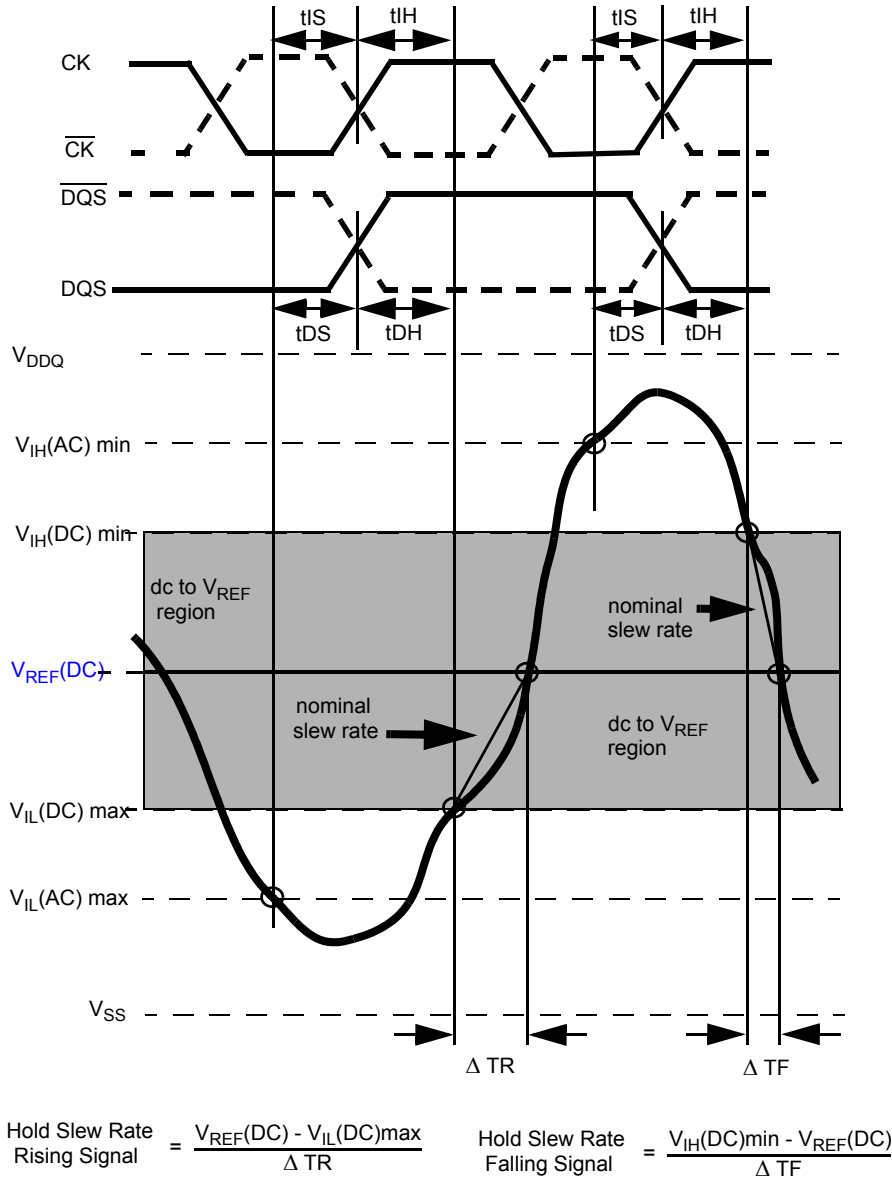 tIS tIH tIS tIH
CK
C̅K̅
D̅Q̅S̅
DQS
tDS tDH tDS tDH
VDDQ
VIH(AC) min
VIH(DC) min
dc to VREF
region
nominal
slew rate
VREF(DC)
nominal
slew rate
dc to VREF
region
VIL(DC) max
VIL(AC) max
VSS
Δ TR Δ TF
Hold Slew Rate
Rising Signal
= VREF(DC) - VIL(DC)max
Δ TR
Hold Slew Rate
Falling Signal
= VIH(DC)min - VREF(DC)
Δ TF